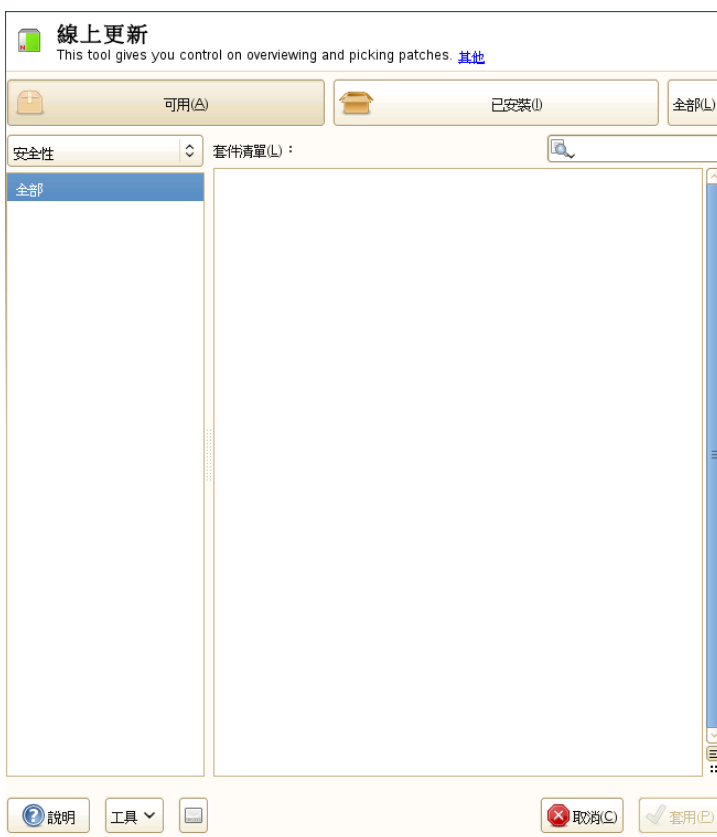 線上更新
This tool gives you control on overviewing and picking patches. 其他
可用(A) 已安裝(I) 全部(L)
安全性 套件清單(L)：
全部
說明 工具 取消(C) 套用(P)